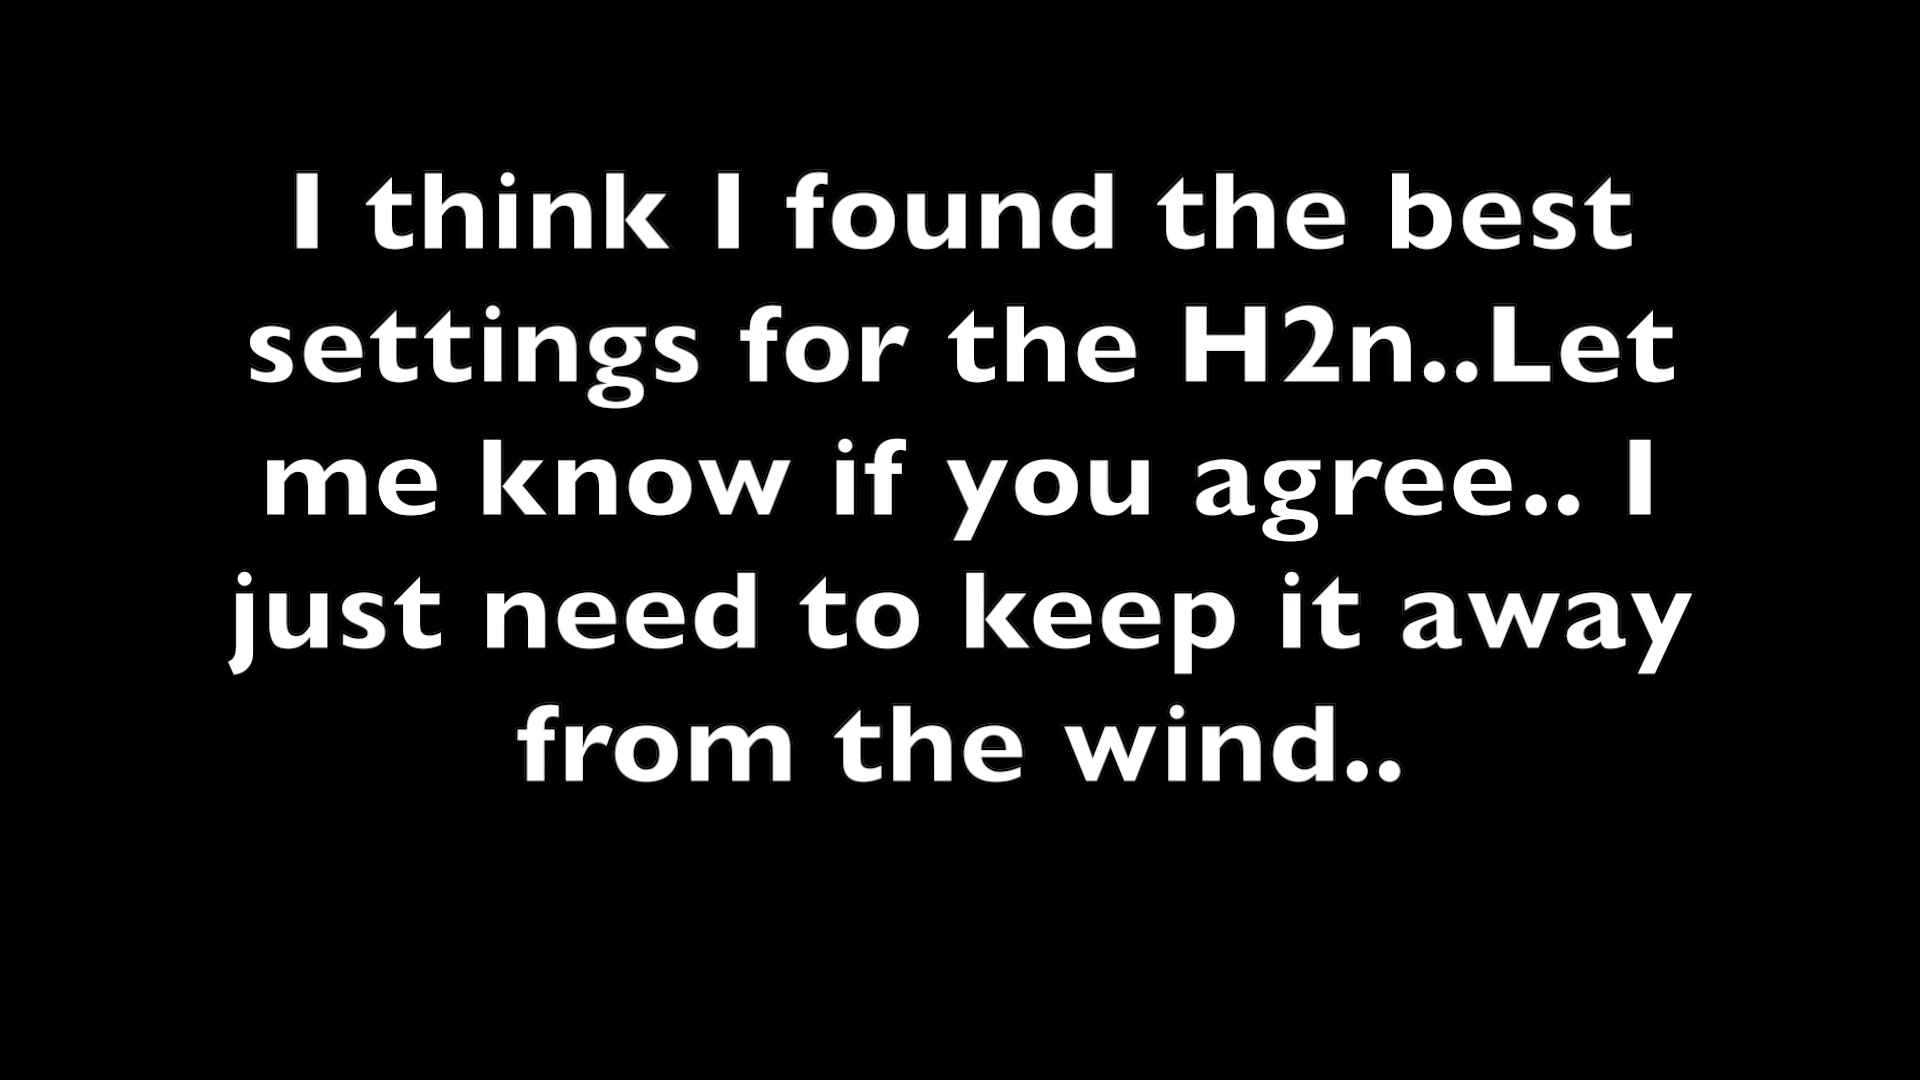 I think I found the best
settings for the H2n..Let
me know if you agree.. I
just need to keep it away
from the wind..